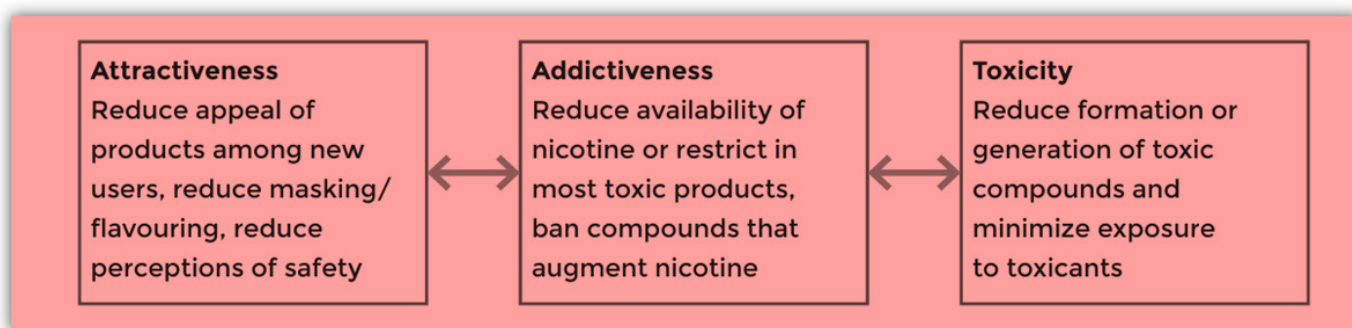 Attractiveness
Reduce appeal of
products among new
users, reduce masking/
flavouring, reduce
perceptions of safety
Addictiveness
Reduce availability of
nicotine or restrict in
most toxic products,
ban compounds that
augment nicotine
Toxicity
Reduce formation or
generation of toxic
compounds and
minimize exposure
to toxicants